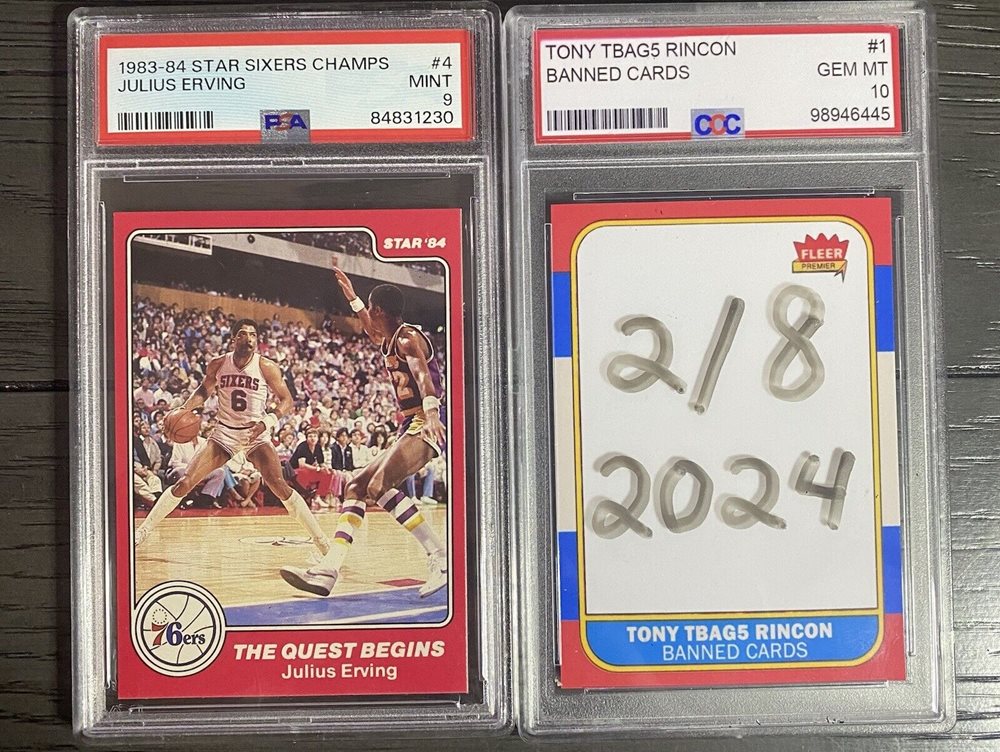 1983-84 STAR SIXERS CHAMPS #4
JULIUS ERVING MINT
9
PSA 84831230
STAR '84
SIXERS
6
2
76ers
THE QUEST BEGINS
Julius Erving
TONY TBAG5 RINCON #1
BANNED CARDS GEM MT
10
COC 98946445
FLEER
PREMIER
2/8
2024
TONY TBAG5 RINCON
BANNED CARDS